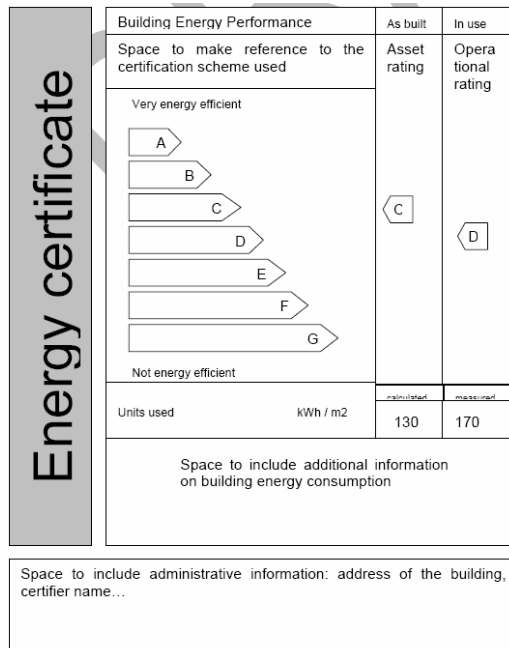 Energy certificate
Building Energy Performance
As built
In use
Space to make reference to the
certification scheme used
Asset
rating
Opera
tional
rating
Very energy efficient
A
B
C
D
E
F
G
C
D
Not energy efficient
calculated
measured
Units used
kWh / m2
130
170
Space to include additional information
on building energy consumption
Space to include administrative information: address of the building,
certifier name…